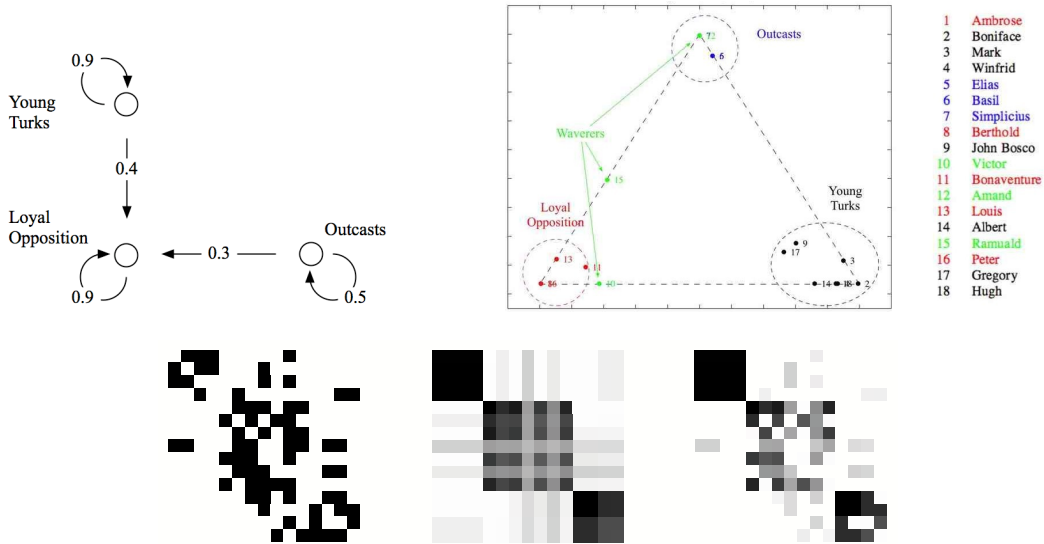 0.9
Young
Turks
0.4
Loyal
Opposition
Outcasts
0.3
0.9
0.5
Outcasts
6
Waverers
15
Young
Turks
Loyal
Opposition
9
17
13
11
3
10
14
2
1 Ambrose
2 Boniface
3 Mark
4 Winfrid
5 Elias
6 Basil
7 Simplicius
8 Berthold
9 John Bosco
10 Victor
11 Bonaventure
12 Amand
13 Louis
14 Albert
15 Ramuald
16 Peter
17 Gregory
18 Hugh